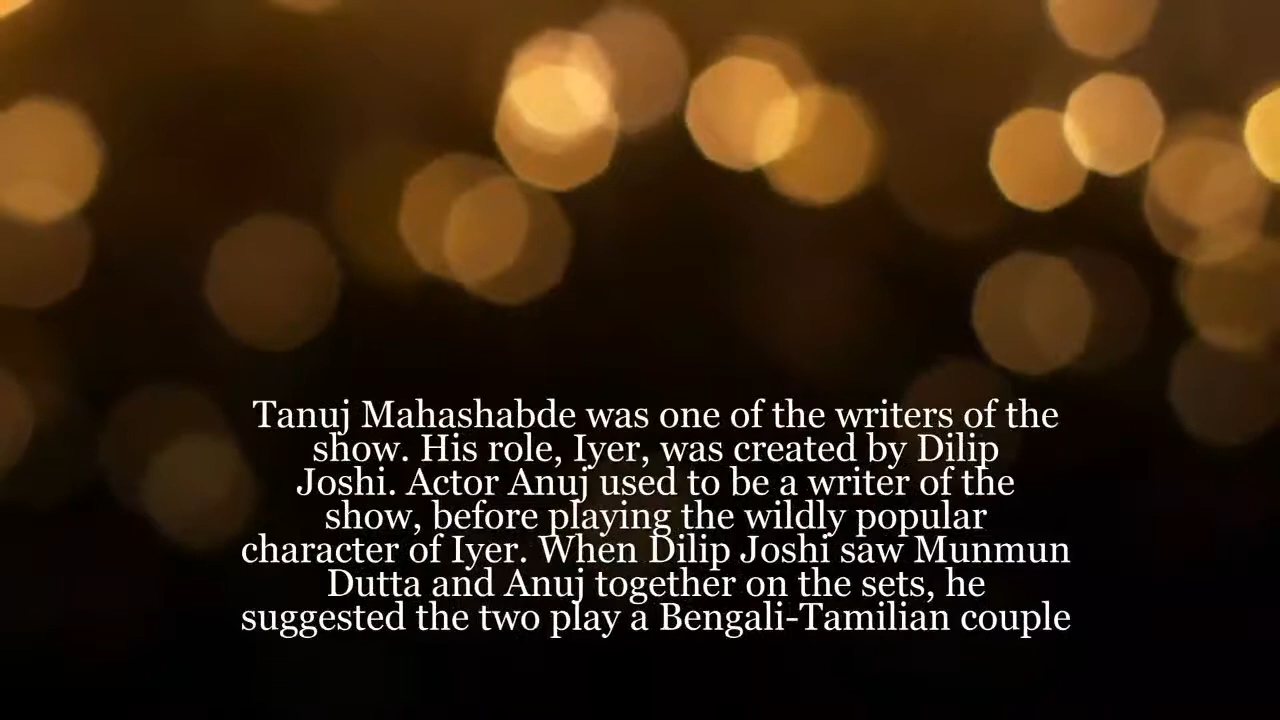 Tanuj Mahashabde was one of the writers of the
show. His role, Iyer, was created by Dilip
Joshi. Actor Anuj used to be a writer of the
show, before playing the wildly popular
character of Iyer. When Dilip Joshi saw Munmun
Dutta and Anuj together on the sets, he
suggested the two play a Bengali-Tamilian couple